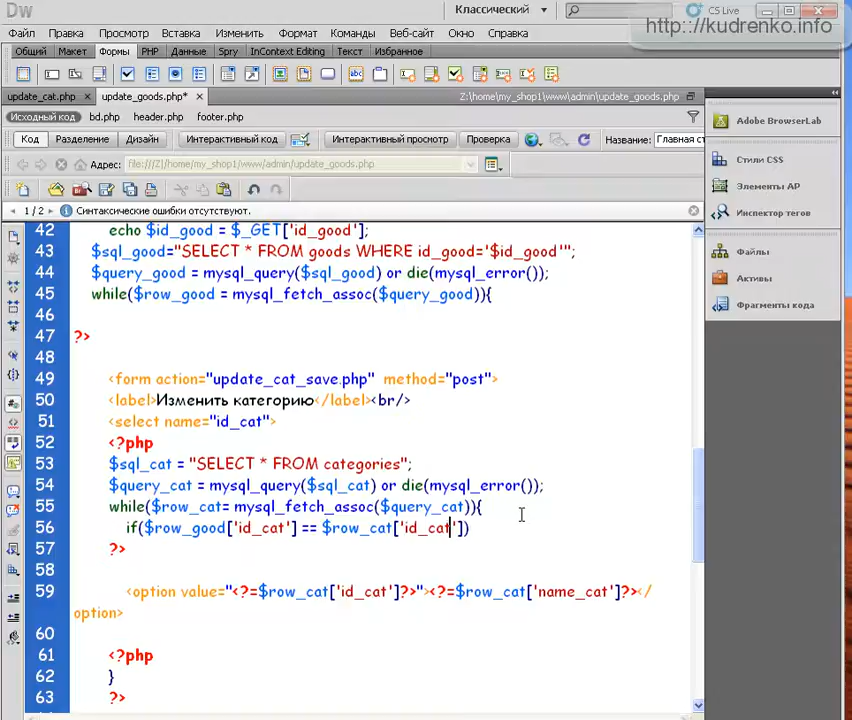 Dw
Классический
CS Live
http:://kudrenko.info
Файл Правка Просмотр Вставка Изменить Формат Команды Веб-сайт Окно Справка
Общий Макет Формы PHP Данные Spry InContext Editing Текст Избранное
update_cat.php update_goods.php* Z:\home\my_shop1\www\admin\update_goods.php
Исходный код bd.php header.php footer.php
Код Разделение Дизайн Интерактивный код Интерактивный просмотр Проверка Название: Главная ст
Адрес: file:///Z|/home/my_shop1/www/admin/update_goods.php
1 / 2 Синтаксические ошибки отсутствуют.
Adobe BrowserLab
Стили CSS
Элементы AP
Инспектор тегов
Файлы
Активы
Фрагменты кода
42 echo $id_good = $_GET['id_good'];
43 $sql_good="SELECT * FROM goods WHERE id_good='$id_good'";
44 $query_good = mysql_query($sql_good) or die(mysql_error());
45 while($row_good = mysql_fetch_assoc($query_good)){
46
47 ?>
48
49 <form action="update_cat_save.php" method="post">
50 <label>Изменить категорию</label><br/>
51 <select name="id_cat">
52 <?php
53 $sql_cat = "SELECT * FROM categories";
54 $query_cat = mysql_query($sql_cat) or die(mysql_error());
55 while($row_cat= mysql_fetch_assoc($query_cat)){
56 if($row_good['id_cat'] == $row_cat['id_cat'])
57 ?>
58
59 <option value="<?=$row_cat['id_cat']?>"><?=$row_cat['name_cat']?></
option>
60
61 <?php
62 }
63 ?>